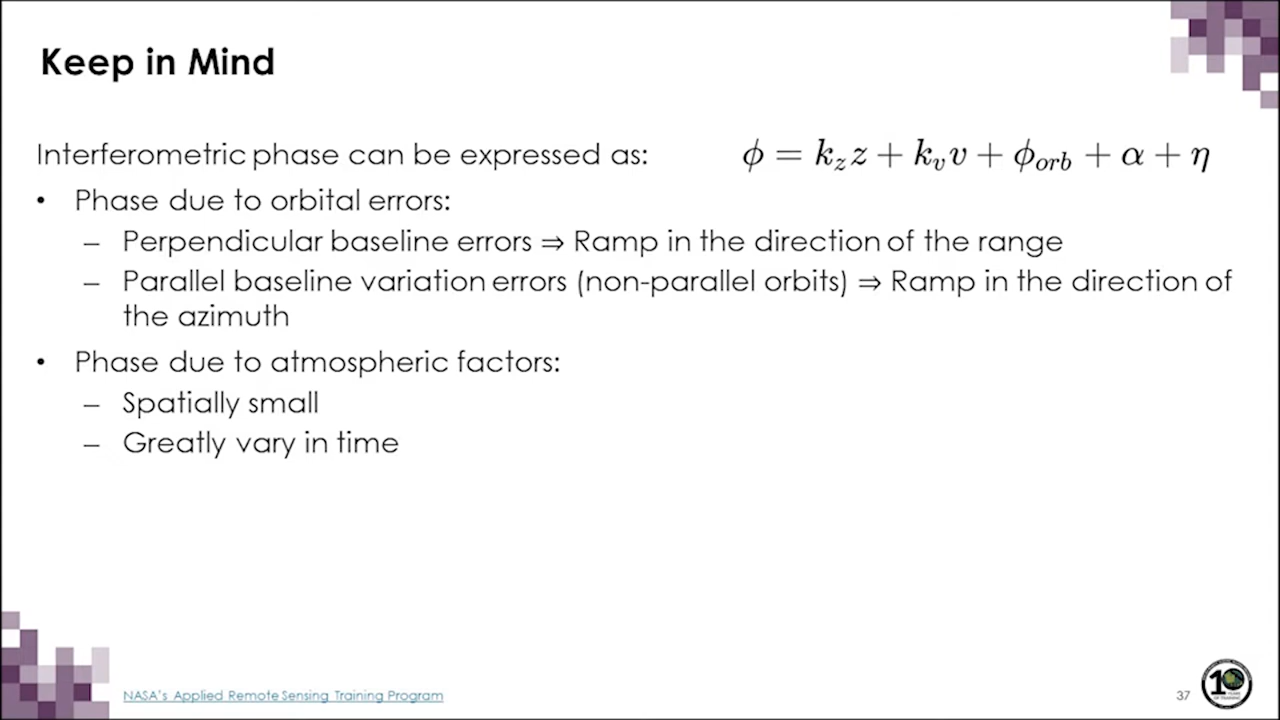 Keep in Mind
Interferometric phase can be expressed as: ϕ = k_z z + k_v v + ϕ_orb + α + η
• Phase due to orbital errors:
– Perpendicular baseline errors ⇒ Ramp in the direction of the range
– Parallel baseline variation errors (non-parallel orbits) ⇒ Ramp in the direction of
the azimuth
• Phase due to atmospheric factors:
– Spatially small
– Greatly vary in time
NASA's Applied Remote Sensing Training Program
37
10